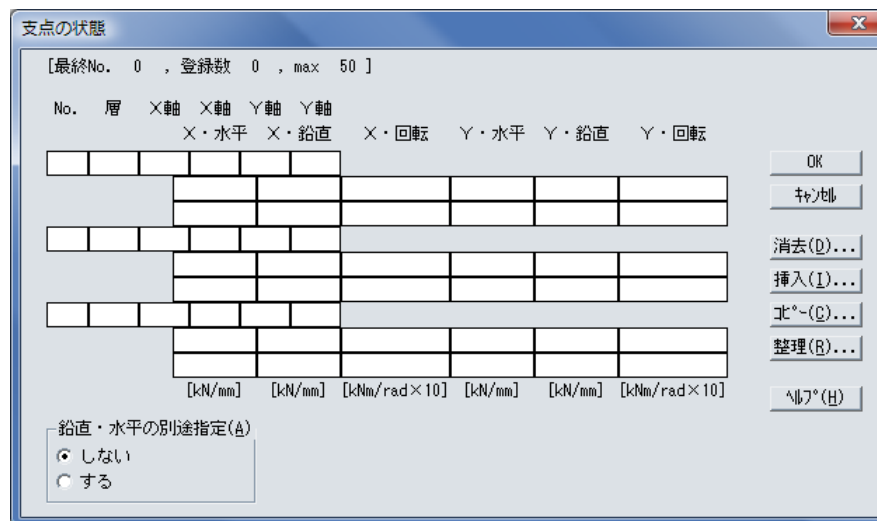 支点の状態
[最終No. 0 , 登録数 0 , max 50 ]
No. 層 X軸 X軸 Y軸 Y軸
X・水平 X・鉛直 X・回転 Y・水平 Y・鉛直 Y・回転
[kN/mm] [kN/mm] [kNm/rad×10] [kN/mm] [kN/mm] [kNm/rad×10]
鉛直・水平の別途指定(A)
しない
する
OK
ｷｬﾝｾﾙ
消去(D)...
挿入(I)...
ｺﾋﾟｰ(C)...
整理(R)...
ﾍﾙﾌﾟ(H)